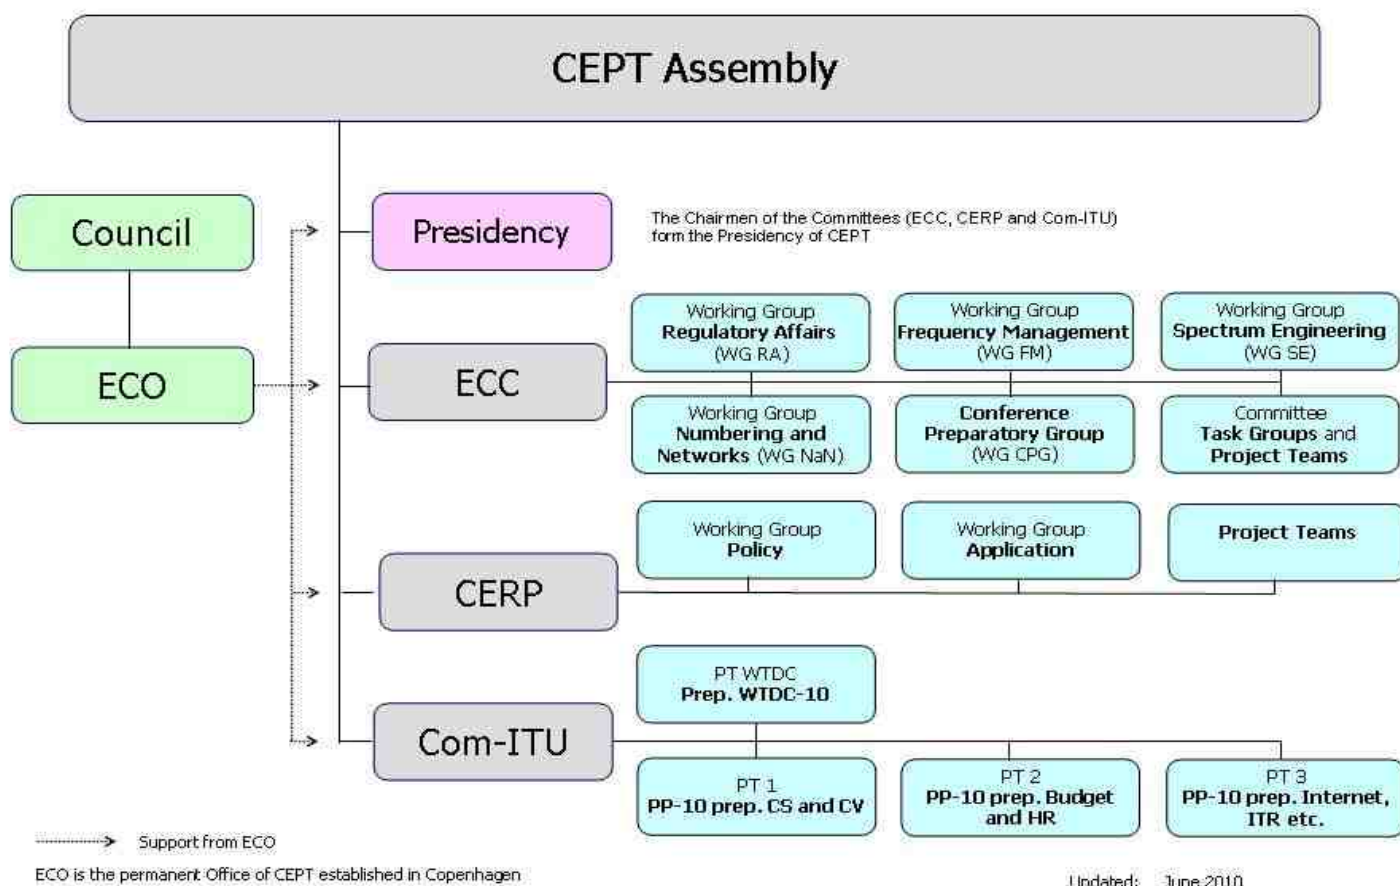 CEPT Assembly
Council
Presidency
The Chairmen of the Committees (ECC, CERP and Com-ITU)
form the Presidency of CEPT
ECO
ECC
Working Group
Regulatory Affairs
(WG RA)
Working Group
Frequency Management
(WG FM)
Working Group
Spectrum Engineering
(WG SE)
Working Group
Numbering and
Networks (WG NaN)
Conference
Preparatory Group
(WG CPG)
Committee
Task Groups and
Project Teams
CERP
Working Group
Policy
Working Group
Application
Project Teams
Com-ITU
PT WTDC
Prep. WTDC-10
PT 1
PP-10 prep. CS and CV
PT 2
PP-10 prep. Budget
and HR
PT 3
PP-10 prep. Internet,
ITR etc.
Support from ECO
ECO is the permanent Office of CEPT established in Copenhagen
Updated: June 2010